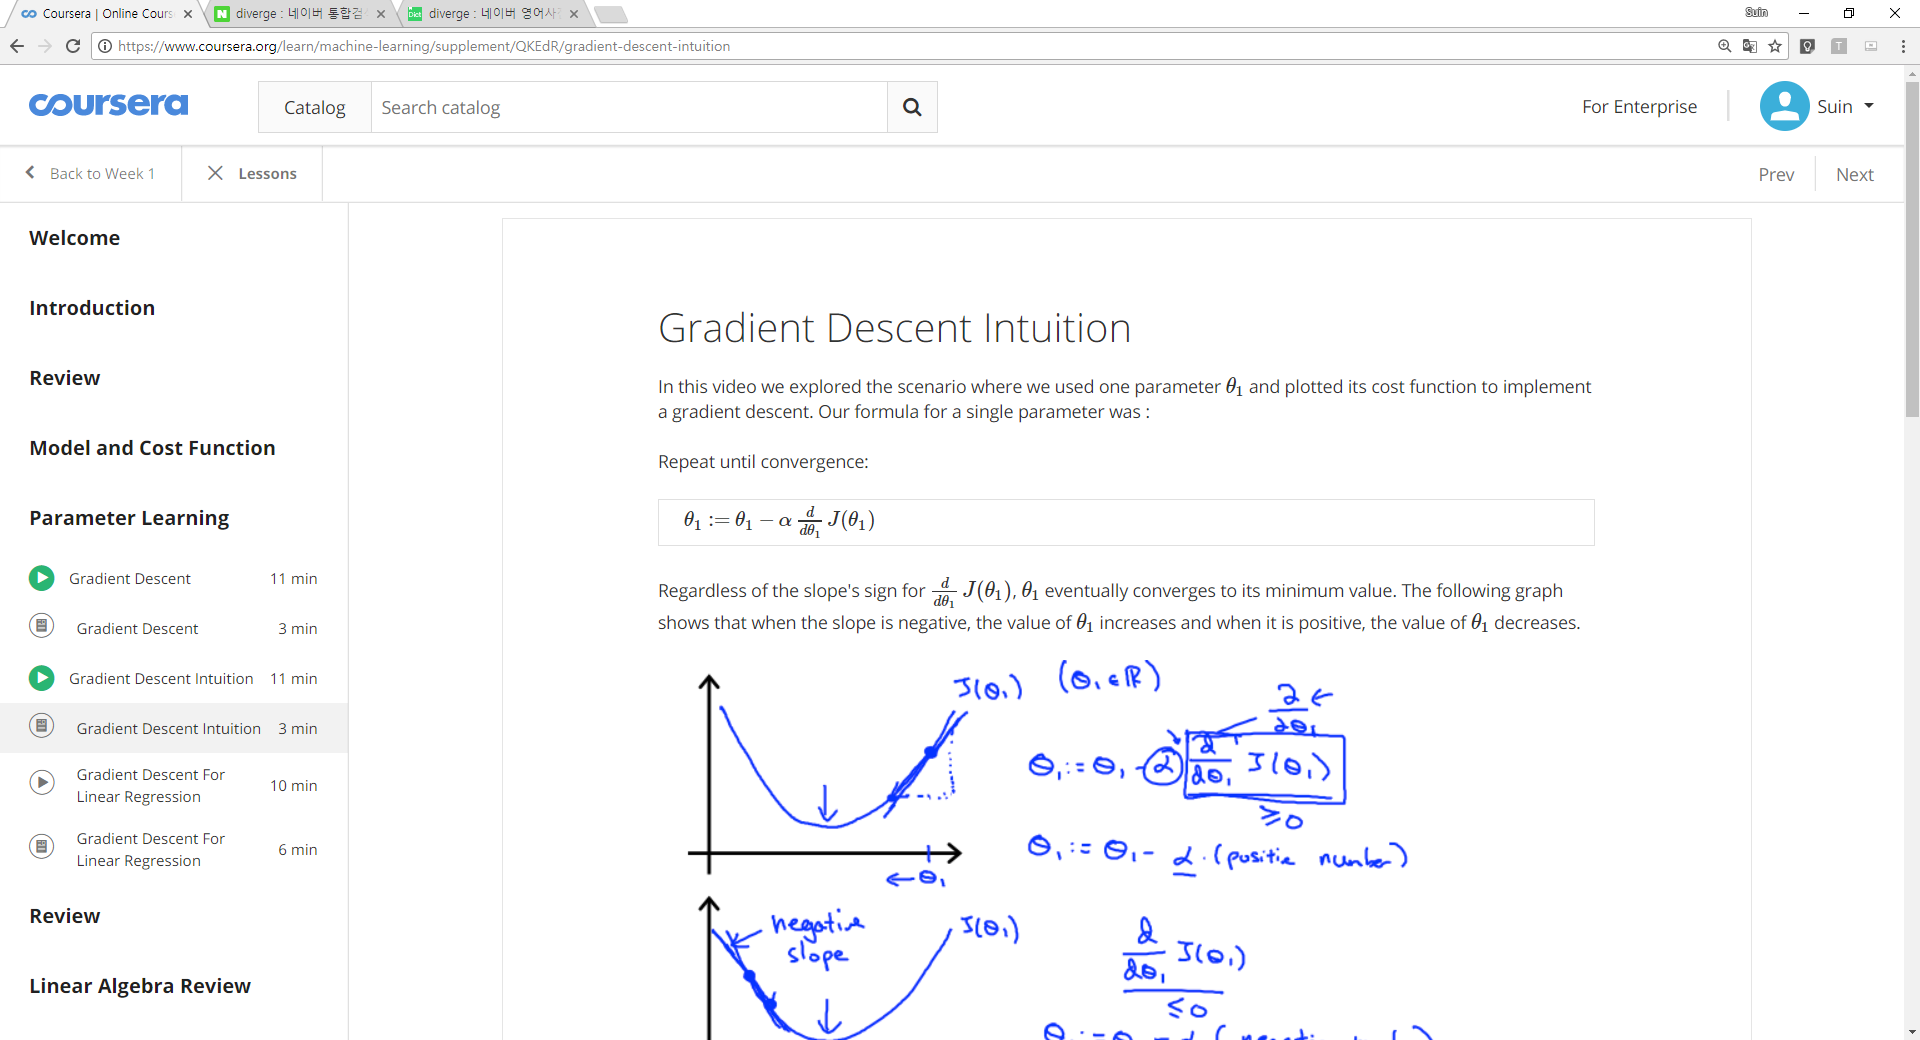 Coursera | Online Cours
diverge : 네이버 통합검
diverge : 네이버 영어사
Suin
https://www.coursera.org/learn/machine-learning/supplement/QKEdR/gradient-descent-intuition
coursera
Catalog
Search catalog
For Enterprise
Suin
Back to Week 1
Lessons
Prev
Next
Welcome
Introduction
Review
Model and Cost Function
Parameter Learning
Gradient Descent 11 min
Gradient Descent 3 min
Gradient Descent Intuition 11 min
Gradient Descent Intuition 3 min
Gradient Descent For
Linear Regression 10 min
Gradient Descent For
Linear Regression 6 min
Review
Linear Algebra Review
Gradient Descent Intuition
In this video we explored the scenario where we used one parameter θ₁ and plotted its cost function to implement
a gradient descent. Our formula for a single parameter was :
Repeat until convergence:
θ₁ := θ₁ − α d/dθ₁ J(θ₁)
Regardless of the slope's sign for d/dθ₁ J(θ₁), θ₁ eventually converges to its minimum value. The following graph
shows that when the slope is negative, the value of θ₁ increases and when it is positive, the value of θ₁ decreases.
J(θ₁) (θ₁ ∈ ℝ)
∂/∂θ₁
θ₁ := θ₁ - α d/dθ₁ J(θ₁)
≥ 0
θ₁ := θ₁ - α · (positie number)
θ₁
negative
slope
J(θ₁)
d/dθ₁ J(θ₁)
≤ 0